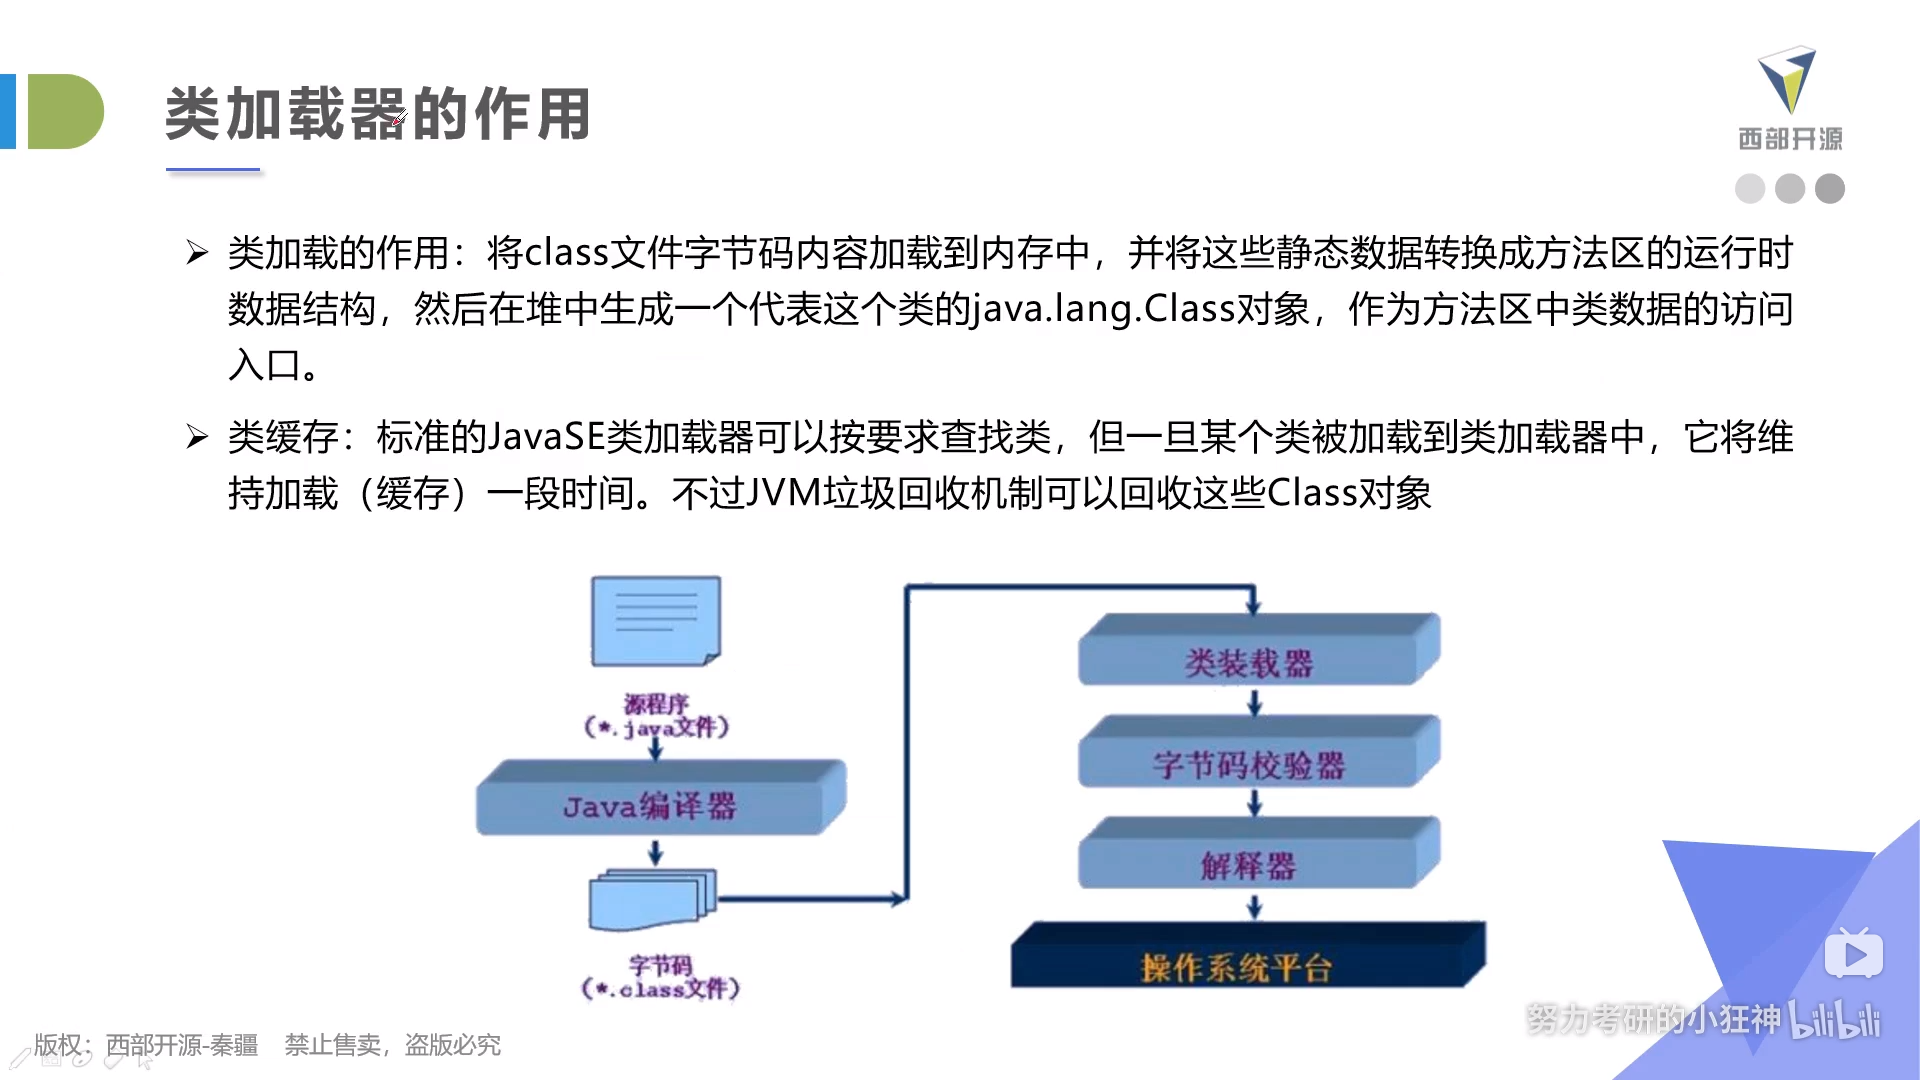 类加载器的作用
西部开源
类加载的作用：将class文件字节码内容加载到内存中，并将这些静态数据转换成方法区的运行时
数据结构，然后在堆中生成一个代表这个类的java.lang.Class对象，作为方法区中类数据的访问
入口。
类缓存：标准的JavaSE类加载器可以按要求查找类，但一旦某个类被加载到类加载器中，它将维
持加载（缓存）一段时间。不过JVM垃圾回收机制可以回收这些Class对象
源程序
(*.java文件)
Java编译器
字节码
(*.class文件)
类装载器
字节码校验器
解释器
操作系统平台
努力考研的小狂神 bilibili
版权：西部开源-秦疆 禁止售卖，盗版必究